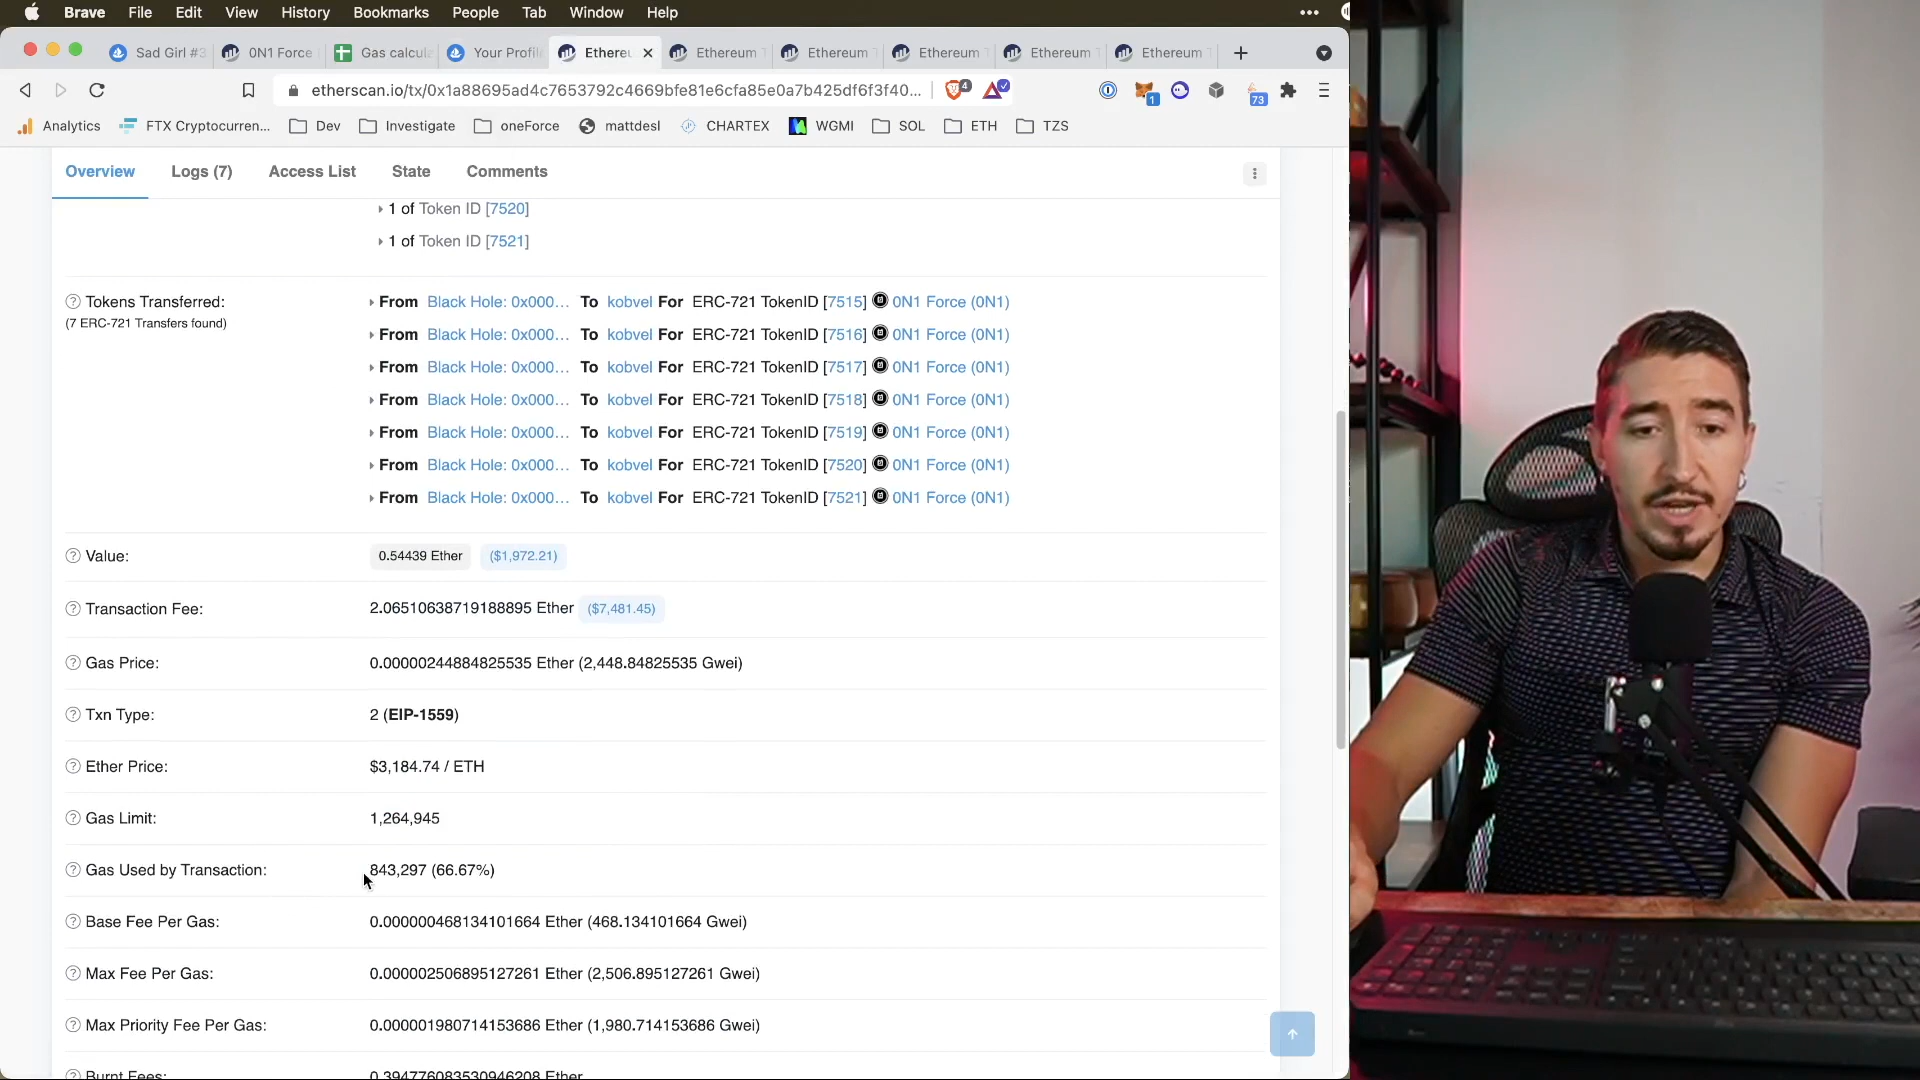 Brave File Edit View History Bookmarks People Tab Window Help
Sad Girl #3 0N1 Force Gas calcul Your Profil Ethereu Ethereum T Ethereum T Ethereum T Ethereum T Ethereum T
etherscan.io/tx/0x1a88695ad4c7653792c4669bfe81e6cfa85e0a7b425df6f3f40... 4 1 73
Analytics FTX Cryptocurren... Dev Investigate oneForce mattdesl CHARTEX WGMI SOL ETH TZS
Overview Logs (7) Access List State Comments
1 of Token ID [7520]
1 of Token ID [7521]
Tokens Transferred: From Black Hole: 0x000... To kobvel For ERC-721 TokenID [7515] 0N1 Force (0N1)
(7 ERC-721 Transfers found)
From Black Hole: 0x000... To kobvel For ERC-721 TokenID [7516] 0N1 Force (0N1)
From Black Hole: 0x000... To kobvel For ERC-721 TokenID [7517] 0N1 Force (0N1)
From Black Hole: 0x000... To kobvel For ERC-721 TokenID [7518] 0N1 Force (0N1)
From Black Hole: 0x000... To kobvel For ERC-721 TokenID [7519] 0N1 Force (0N1)
From Black Hole: 0x000... To kobvel For ERC-721 TokenID [7520] 0N1 Force (0N1)
From Black Hole: 0x000... To kobvel For ERC-721 TokenID [7521] 0N1 Force (0N1)
Value: 0.54439 Ether ($1,972.21)
Transaction Fee: 2.06510638719188895 Ether ($7,481.45)
Gas Price: 0.00000244884825535 Ether (2,448.84825535 Gwei)
Txn Type: 2 (EIP-1559)
Ether Price: $3,184.74 / ETH
Gas Limit: 1,264,945
Gas Used by Transaction: 843,297 (66.67%)
Base Fee Per Gas: 0.000000468134101664 Ether (468.134101664 Gwei)
Max Fee Per Gas: 0.000002506895127261 Ether (2,506.895127261 Gwei)
Max Priority Fee Per Gas: 0.000001980714153686 Ether (1,980.714153686 Gwei)
Burnt Fees: 0.394776083530946208 Ether